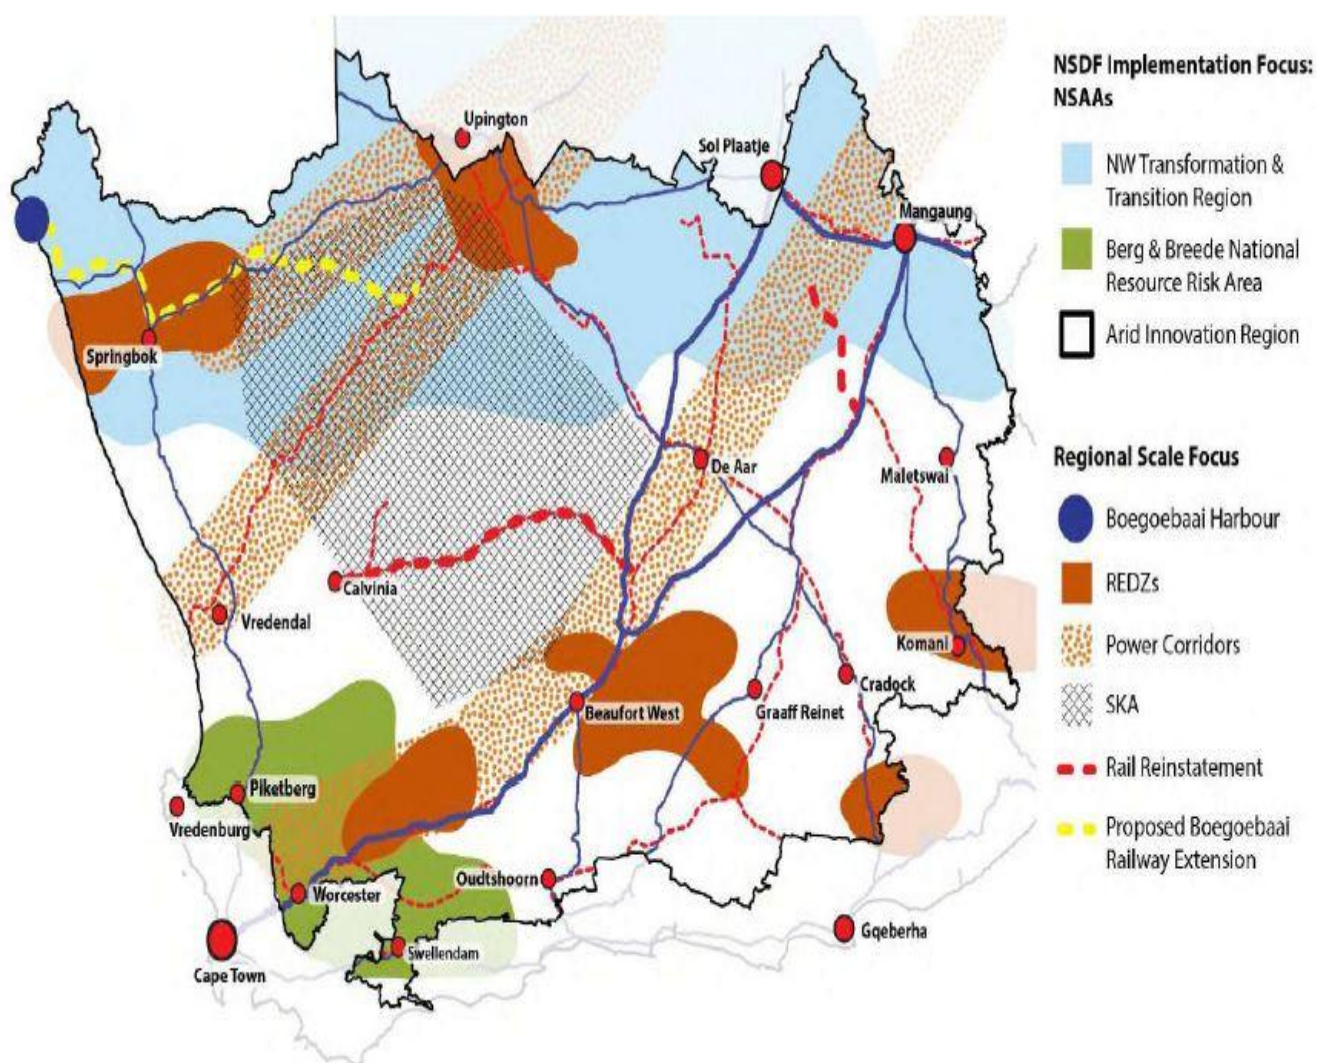 Upington
Sol Plaatje
Mangaung
Springbok
De Aar
Maletswai
Calvinia
Vredendal
Komani
Cradock
Beaufort West
Graaff Reinet
Piketberg
Vredenburg
Oudtshoorn
Worcester
Swellendam
Gqeberha
Cape Town
NSDF Implementation Focus:
NSAAs
NW Transformation &
Transition Region
Berg & Breede National
Resource Risk Area
Arid Innovation Region
Regional Scale Focus
Boegoebaai Harbour
REDZs
Power Corridors
SKA
Rail Reinstatement
Proposed Boegoebaai
Railway Extension